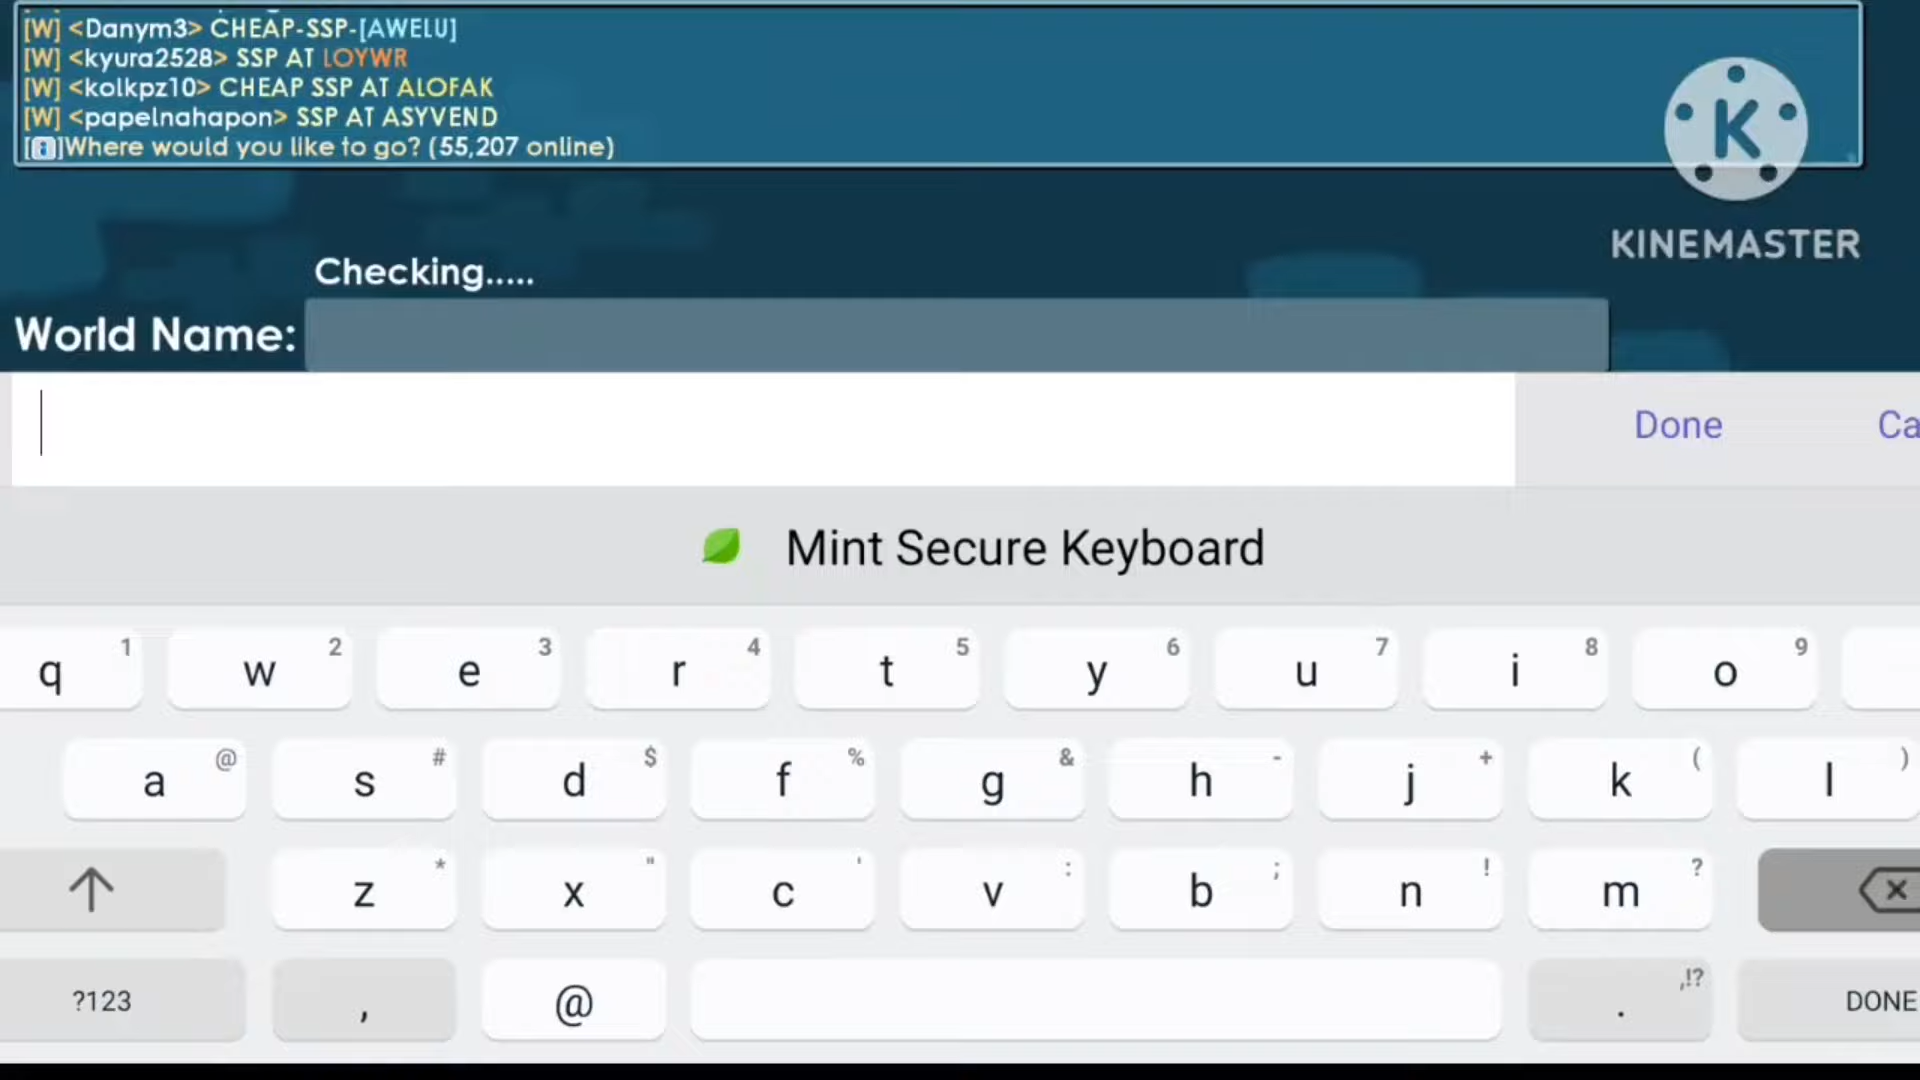 [W] <Danym3> CHEAP-SSP-[AWELU]
[W] <kyura2528> SSP AT LOYWR
[W] <kolkpz10> CHEAP SSP AT ALOFAK
[W] <papelnahapon> SSP AT ASYVEND
[i]Where would you like to go? (55,207 online)
K
KINEMASTER
Checking.....
World Name:
Done Ca
Mint Secure Keyboard
q 1 w 2 e 3 r 4 t 5 y 6 u 7 i 8 o 9
a @ s # d $ f % g & h - j + k ( l )
z * x " c ' v : b ; n ! m ?
?123 , @ . ,!? DONE